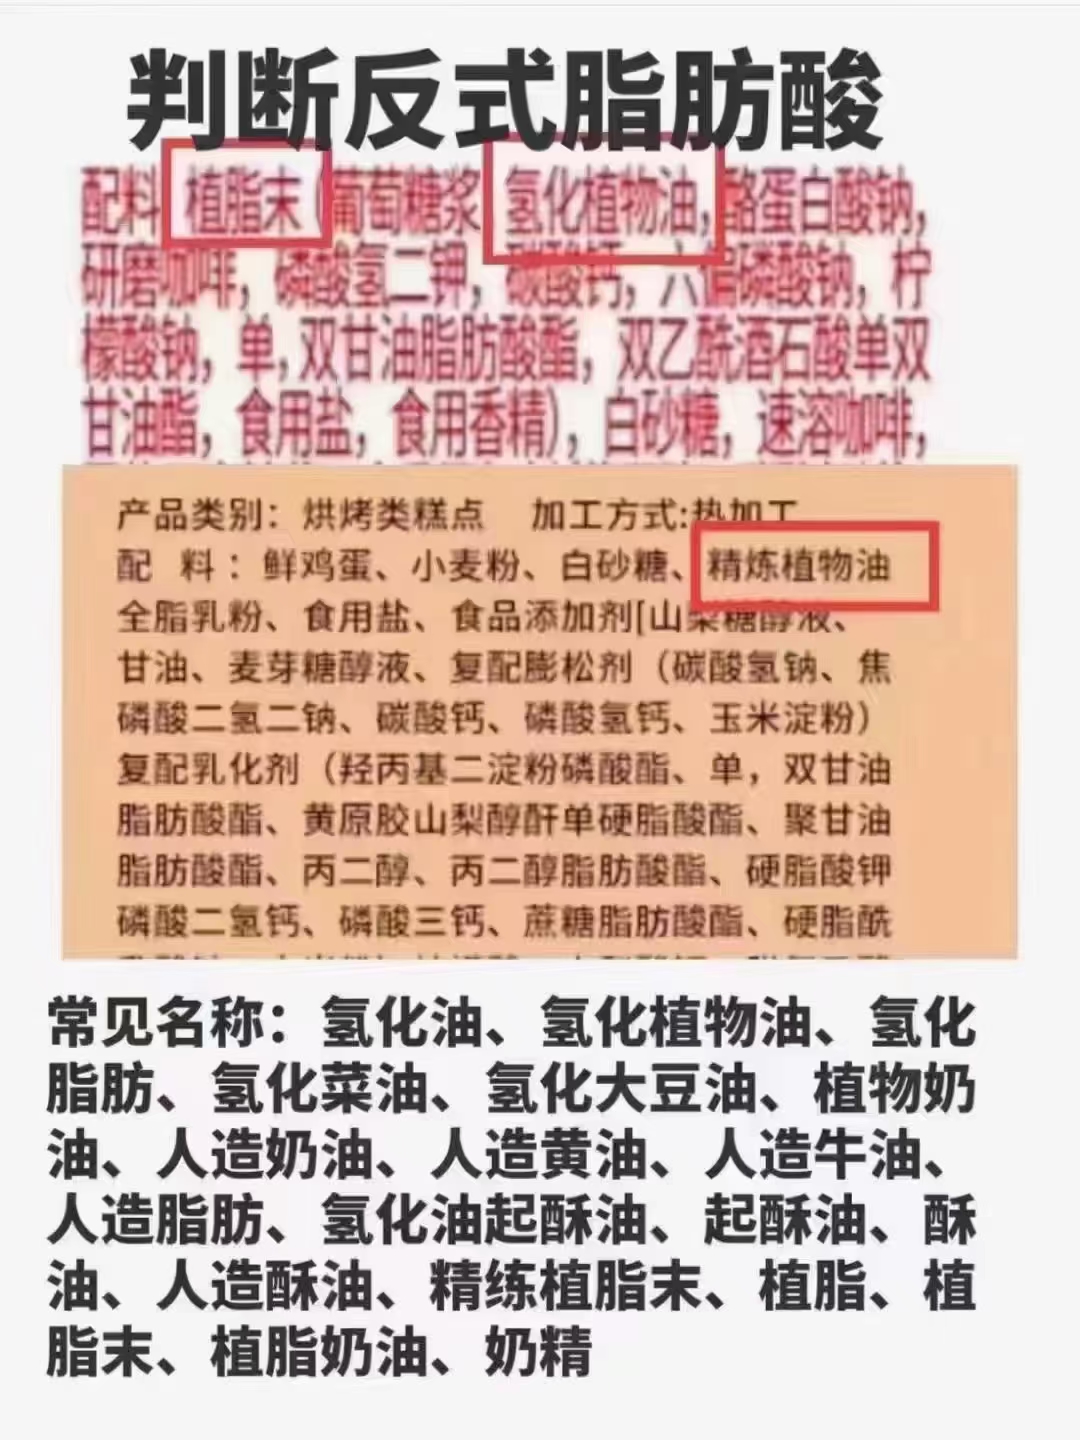 判断反式脂肪酸
配料 植脂末(葡萄糖浆 氢化植物油,酪蛋白酸钠,
研磨咖啡,磷酸氢二钾,碳酸钙,六偏磷酸钠,柠
檬酸钠,单,双甘油脂肪酸酯,双乙酰酒石酸单双
甘油酯,食用盐,食用香精),白砂糖,速溶咖啡,
产品类别：烘烤类糕点 加工方式:热加工
配 料：鲜鸡蛋、小麦粉、白砂糖、精炼植物油
全脂乳粉、食用盐、食品添加剂[山梨糖醇液、
甘油、麦芽糖醇液、复配膨松剂（碳酸氢钠、焦
磷酸二氢二钠、碳酸钙、磷酸氢钙、玉米淀粉）
复配乳化剂（羟丙基二淀粉磷酸酯、单，双甘油
脂肪酸酯、黄原胶山梨醇酐单硬脂酸酯、聚甘油
脂肪酸酯、丙二醇、丙二醇脂肪酸酯、硬脂酸钾
磷酸二氢钙、磷酸三钙、蔗糖脂肪酸酯、硬脂酰
常见名称：氢化油、氢化植物油、氢化
脂肪、氢化菜油、氢化大豆油、植物奶
油、人造奶油、人造黄油、人造牛油、
人造脂肪、氢化油起酥油、起酥油、酥
油、人造酥油、精练植脂末、植脂、植
脂末、植脂奶油、奶精